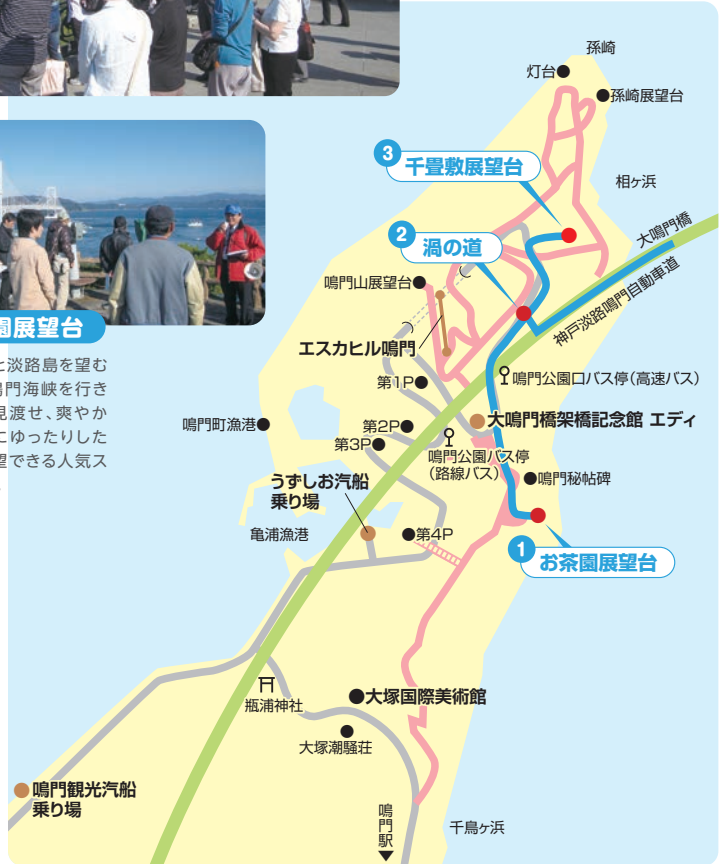 園展望台
と淡路島を望む
鳴門海峡を行き
見渡せ、爽やか
にゆったりした
望できる人気ス
孫崎
灯台
孫崎展望台
3 千畳敷展望台
相ヶ浜
大鳴門橋
2 渦の道
神戸淡路鳴門自動車道
鳴門山展望台
エスカヒル鳴門
第1P
鳴門公園口バス停(高速バス)
鳴門町漁港
第2P
大鳴門橋架橋記念館 エディ
第3P
鳴門公園バス停
(路線バス)
うずしお汽船
乗り場
鳴門秘帖碑
亀浦漁港
第4P
1 お茶園展望台
瓶浦神社
大塚国際美術館
大塚潮騒荘
鳴門観光汽船
乗り場
鳴門駅
千鳥ヶ浜